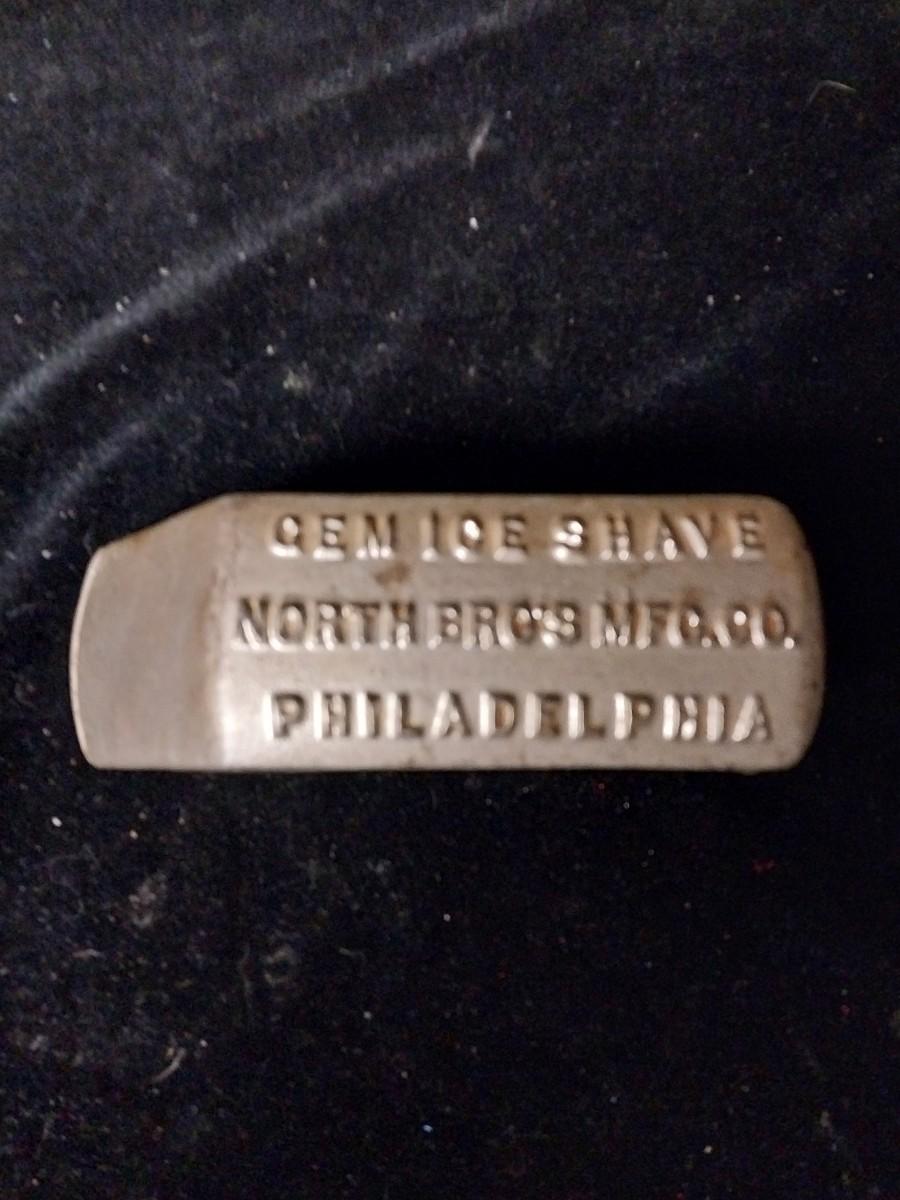 GEM ICE SHAVE
NORTH BRO'S MFG.CO.
PHILADELPHIA